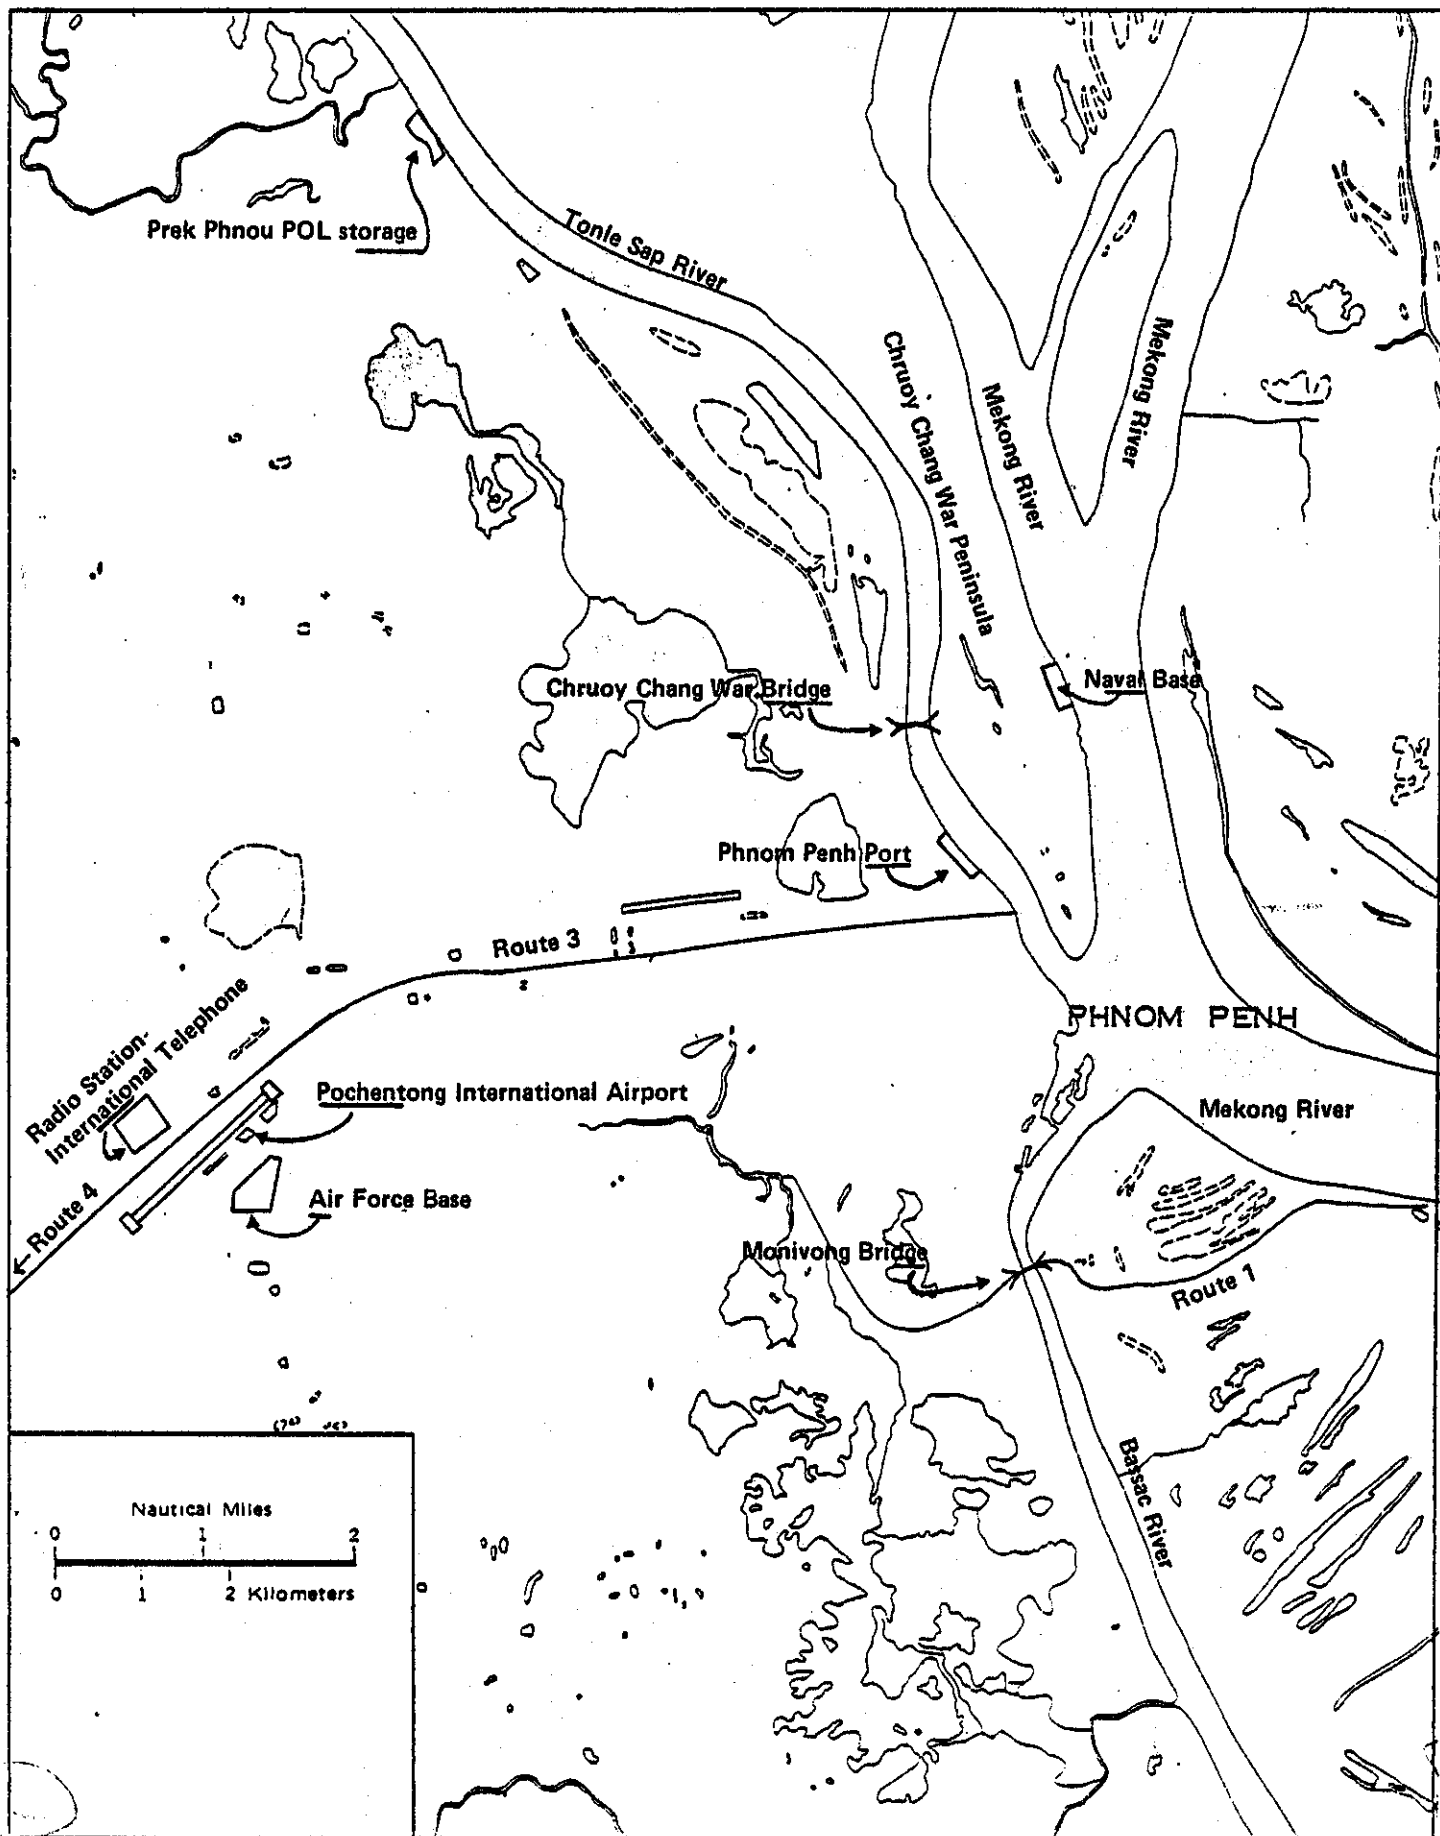 Prek Phnou POL storage
Tonle Sap River
Chruoy Chang War Peninsula
Mekong River
Mekong River
Chruoy Chang War Bridge
Naval Base
Phnom Penh Port
Route 3
Radio Station-
International Telephone
PHNOM PENH
Pochentong International Airport
Mekong River
Route 4
Air Force Base
Monivong Bridge
Route 1
Bassac River
Nautical Miles
0 1 2
0 1 2 Kilometers